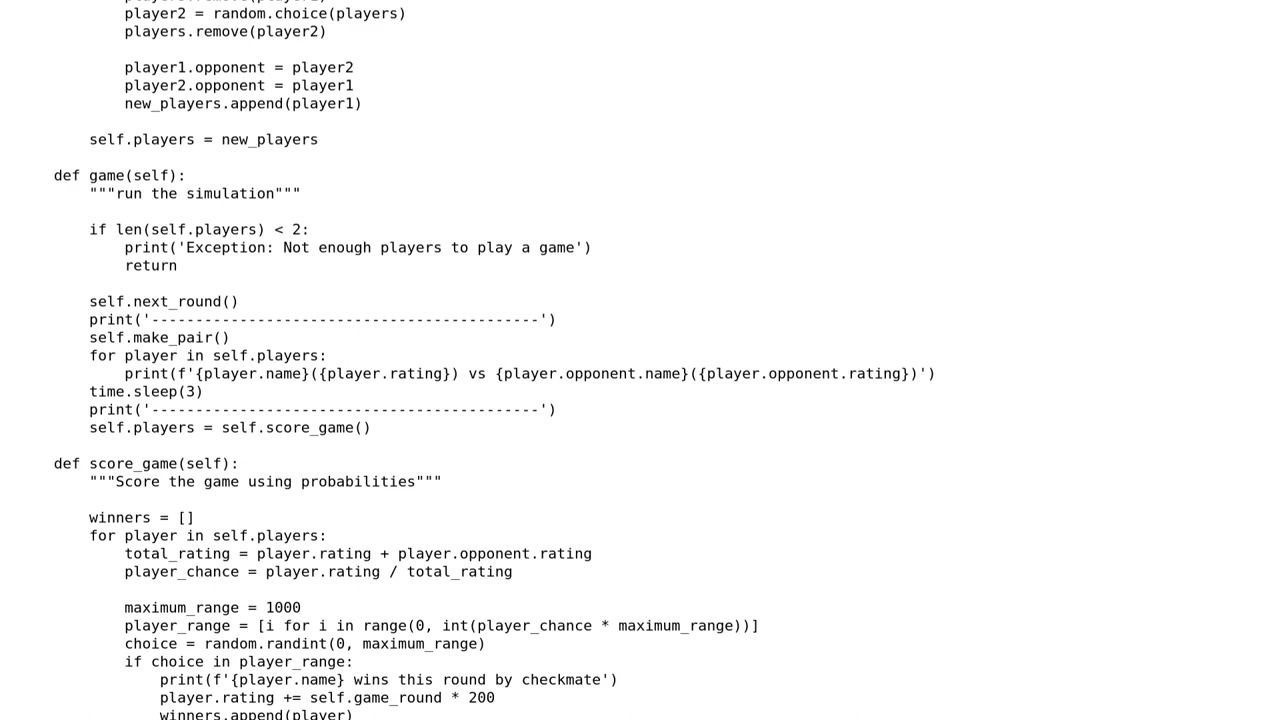 players.remove(player1)
player2 = random.choice(players)
players.remove(player2)
player1.opponent = player2
player2.opponent = player1
new_players.append(player1)
self.players = new_players
def game(self):
"""run the simulation"""
if len(self.players) < 2:
print('Exception: Not enough players to play a game')
return
self.next_round()
print('--------------------------------------------')
self.make_pair()
for player in self.players:
print(f'{player.name}({player.rating}) vs {player.opponent.name}({player.opponent.rating})')
time.sleep(3)
print('--------------------------------------------')
self.players = self.score_game()
def score_game(self):
"""Score the game using probabilities"""
winners = []
for player in self.players:
total_rating = player.rating + player.opponent.rating
player_chance = player.rating / total_rating
maximum_range = 1000
player_range = [i for i in range(0, int(player_chance * maximum_range))]
choice = random.randint(0, maximum_range)
if choice in player_range:
print(f'{player.name} wins this round by checkmate')
player.rating += self.game_round * 200
winners.append(player)